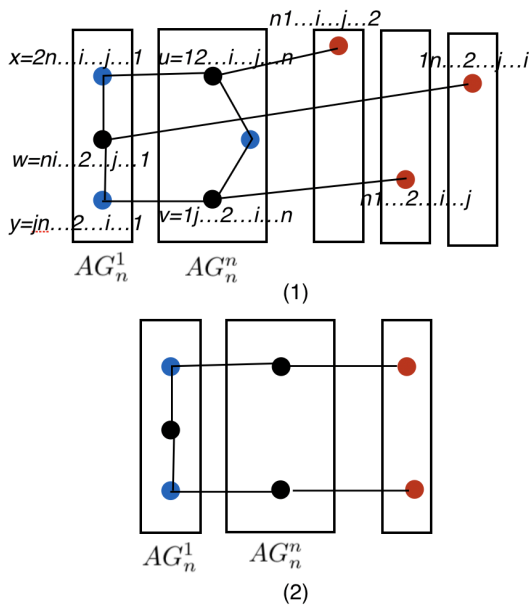 n1...i...j...2
x=2n...i...j...1
u=12...i...j...n
1n...2...j...i
w=ni...2...j...1
y=jn...2...i...1
v=1j...2...i...n
n1...2...i...j
AG_n^1
AG_n^n
(1)
AG_n^1
AG_n^n
(2)